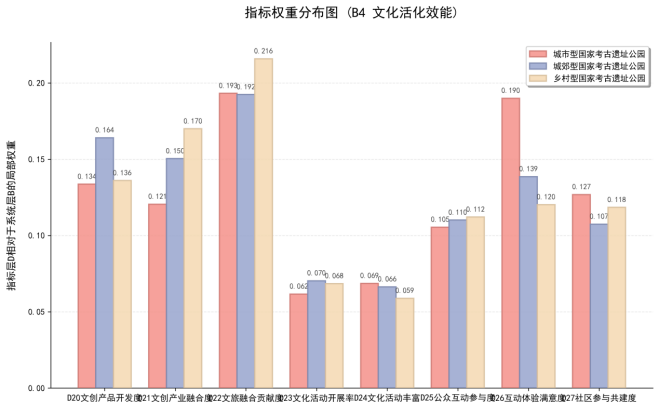 指标权重分布图 (B4 文化活化效能)
城市型国家考古遗址公园
城郊型国家考古遗址公园
乡村型国家考古遗址公园
指标层D相对于系统层B的局部权重
0.20
0.15
0.10
0.05
0.00
0.134
0.164
0.136
0.121
0.150
0.170
0.193
0.192
0.216
0.062
0.070
0.068
0.069
0.066
0.059
0.105
0.110
0.112
0.190
0.139
0.120
0.127
0.107
0.118
D20文创产品开发度
D21文创产业融合度
D22文旅融合贡献度
D23文化活动开展率
D24文化活动丰富度
D25公众互动参与度
D26互动体验满意度
D27社区参与共建度